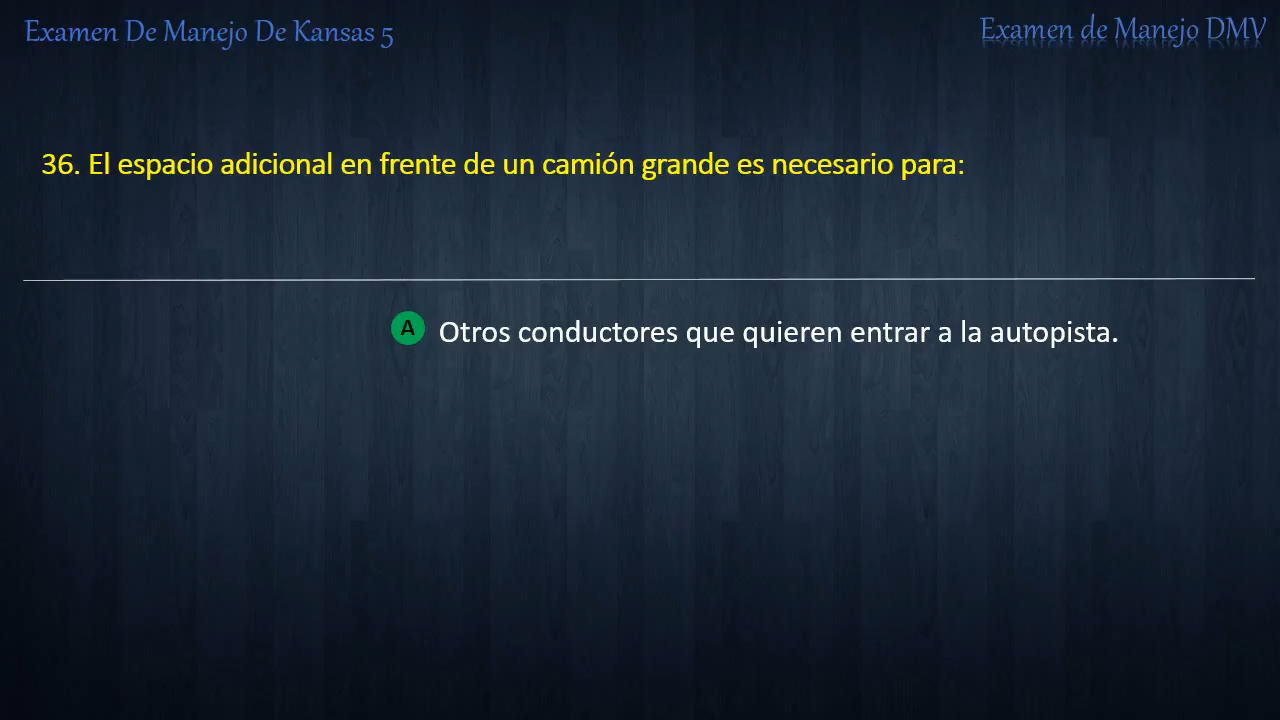 Examen De Manejo De Kansas 5
Examen de Manejo DMV
36. El espacio adicional en frente de un camión grande es necesario para:
A Otros conductores que quieren entrar a la autopista.